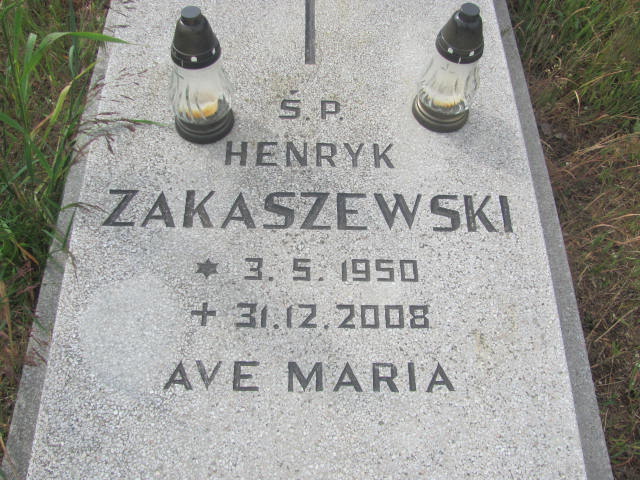 Ś.P.
HENRYK
ZAKASZEWSKI
* 3. 5. 1950
+ 31.12.2008
AVE MARIA